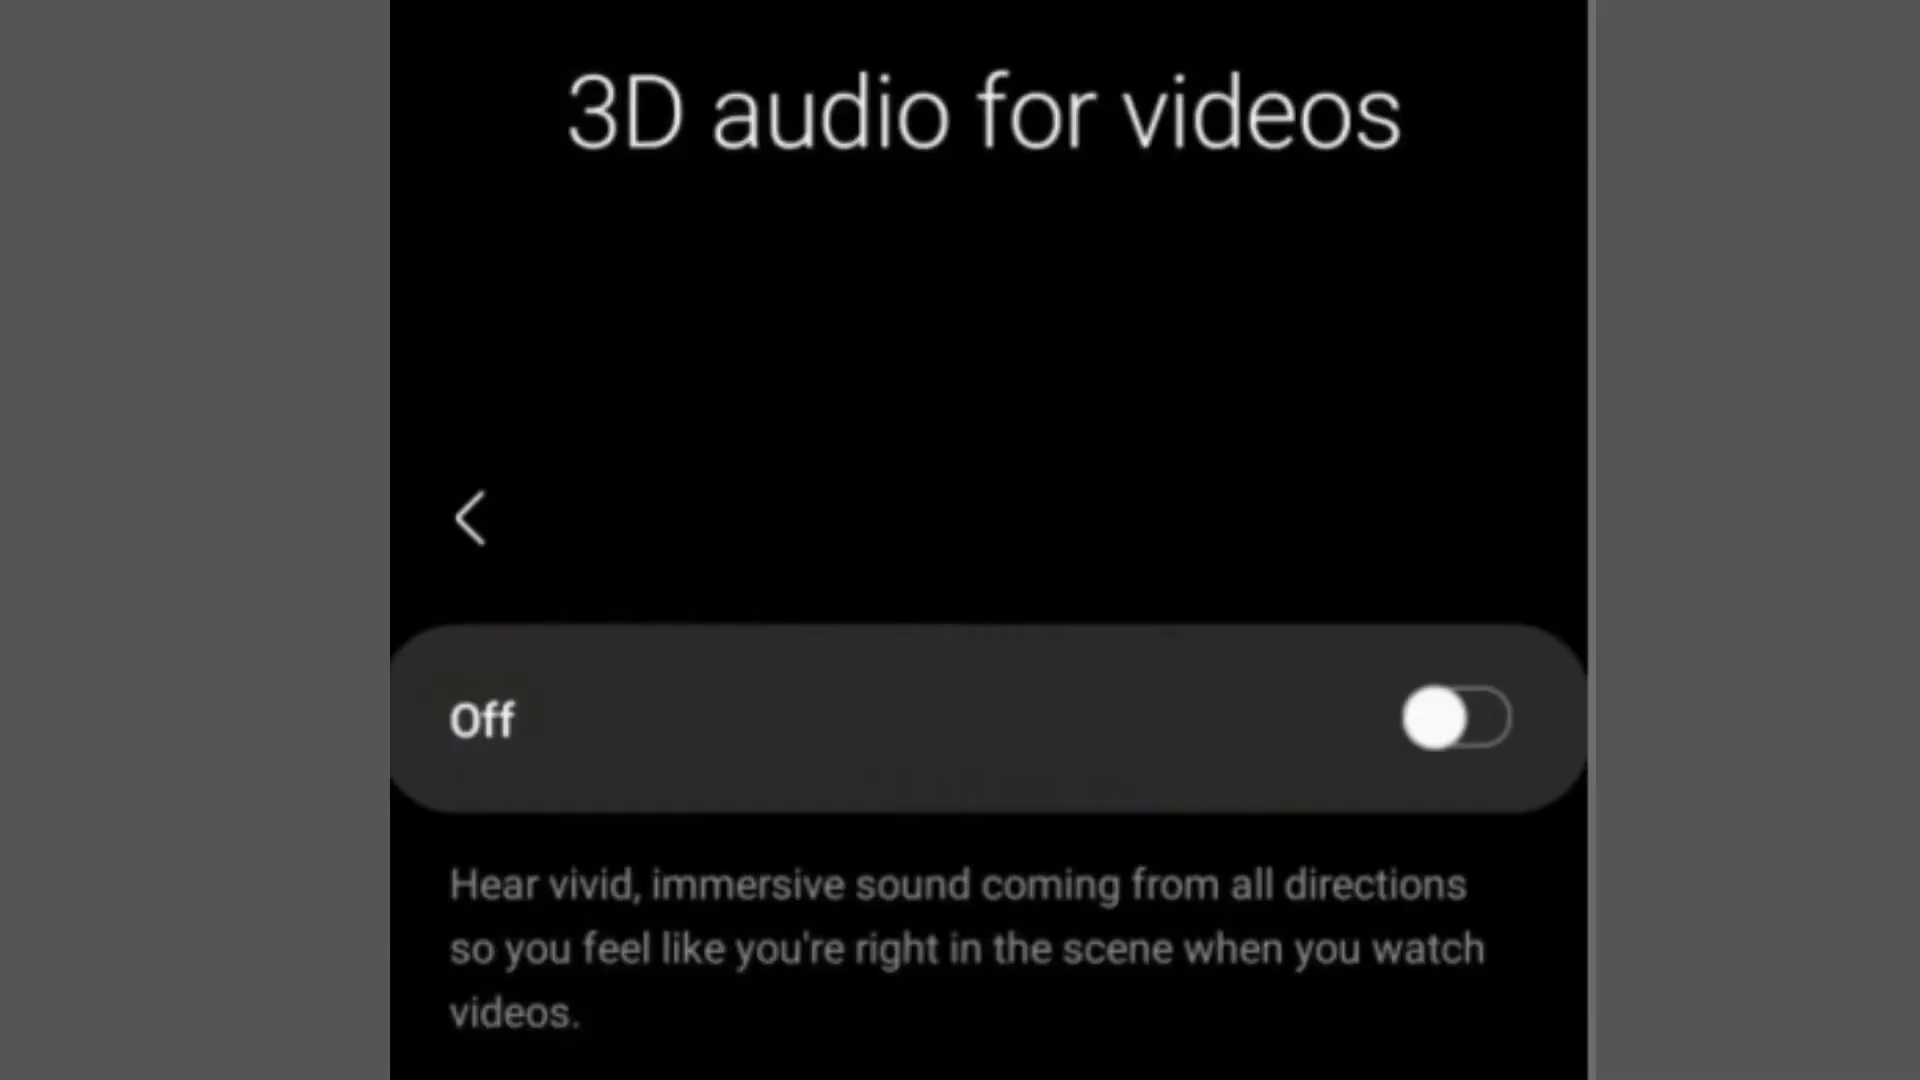 3D audio for videos
Off
Hear vivid, immersive sound coming from all directions
so you feel like you're right in the scene when you watch
videos.